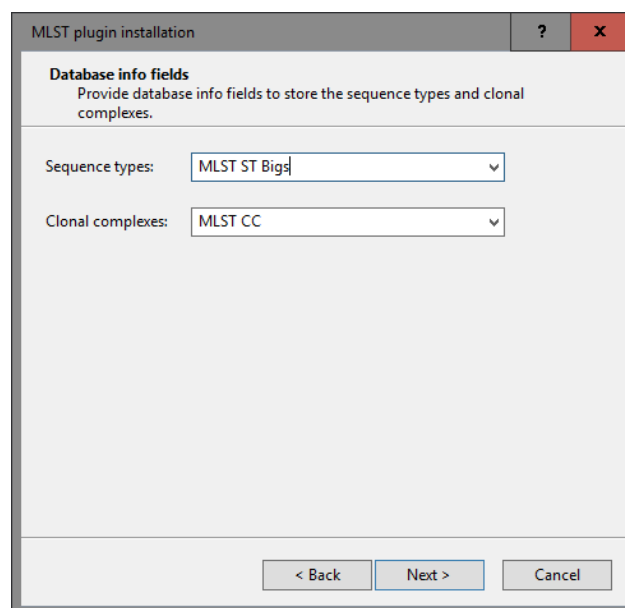 MLST plugin installation ? x
Database info fields
Provide database info fields to store the sequence types and clonal
complexes.
Sequence types: MLST ST Bigs
Clonal complexes: MLST CC
< Back Next > Cancel